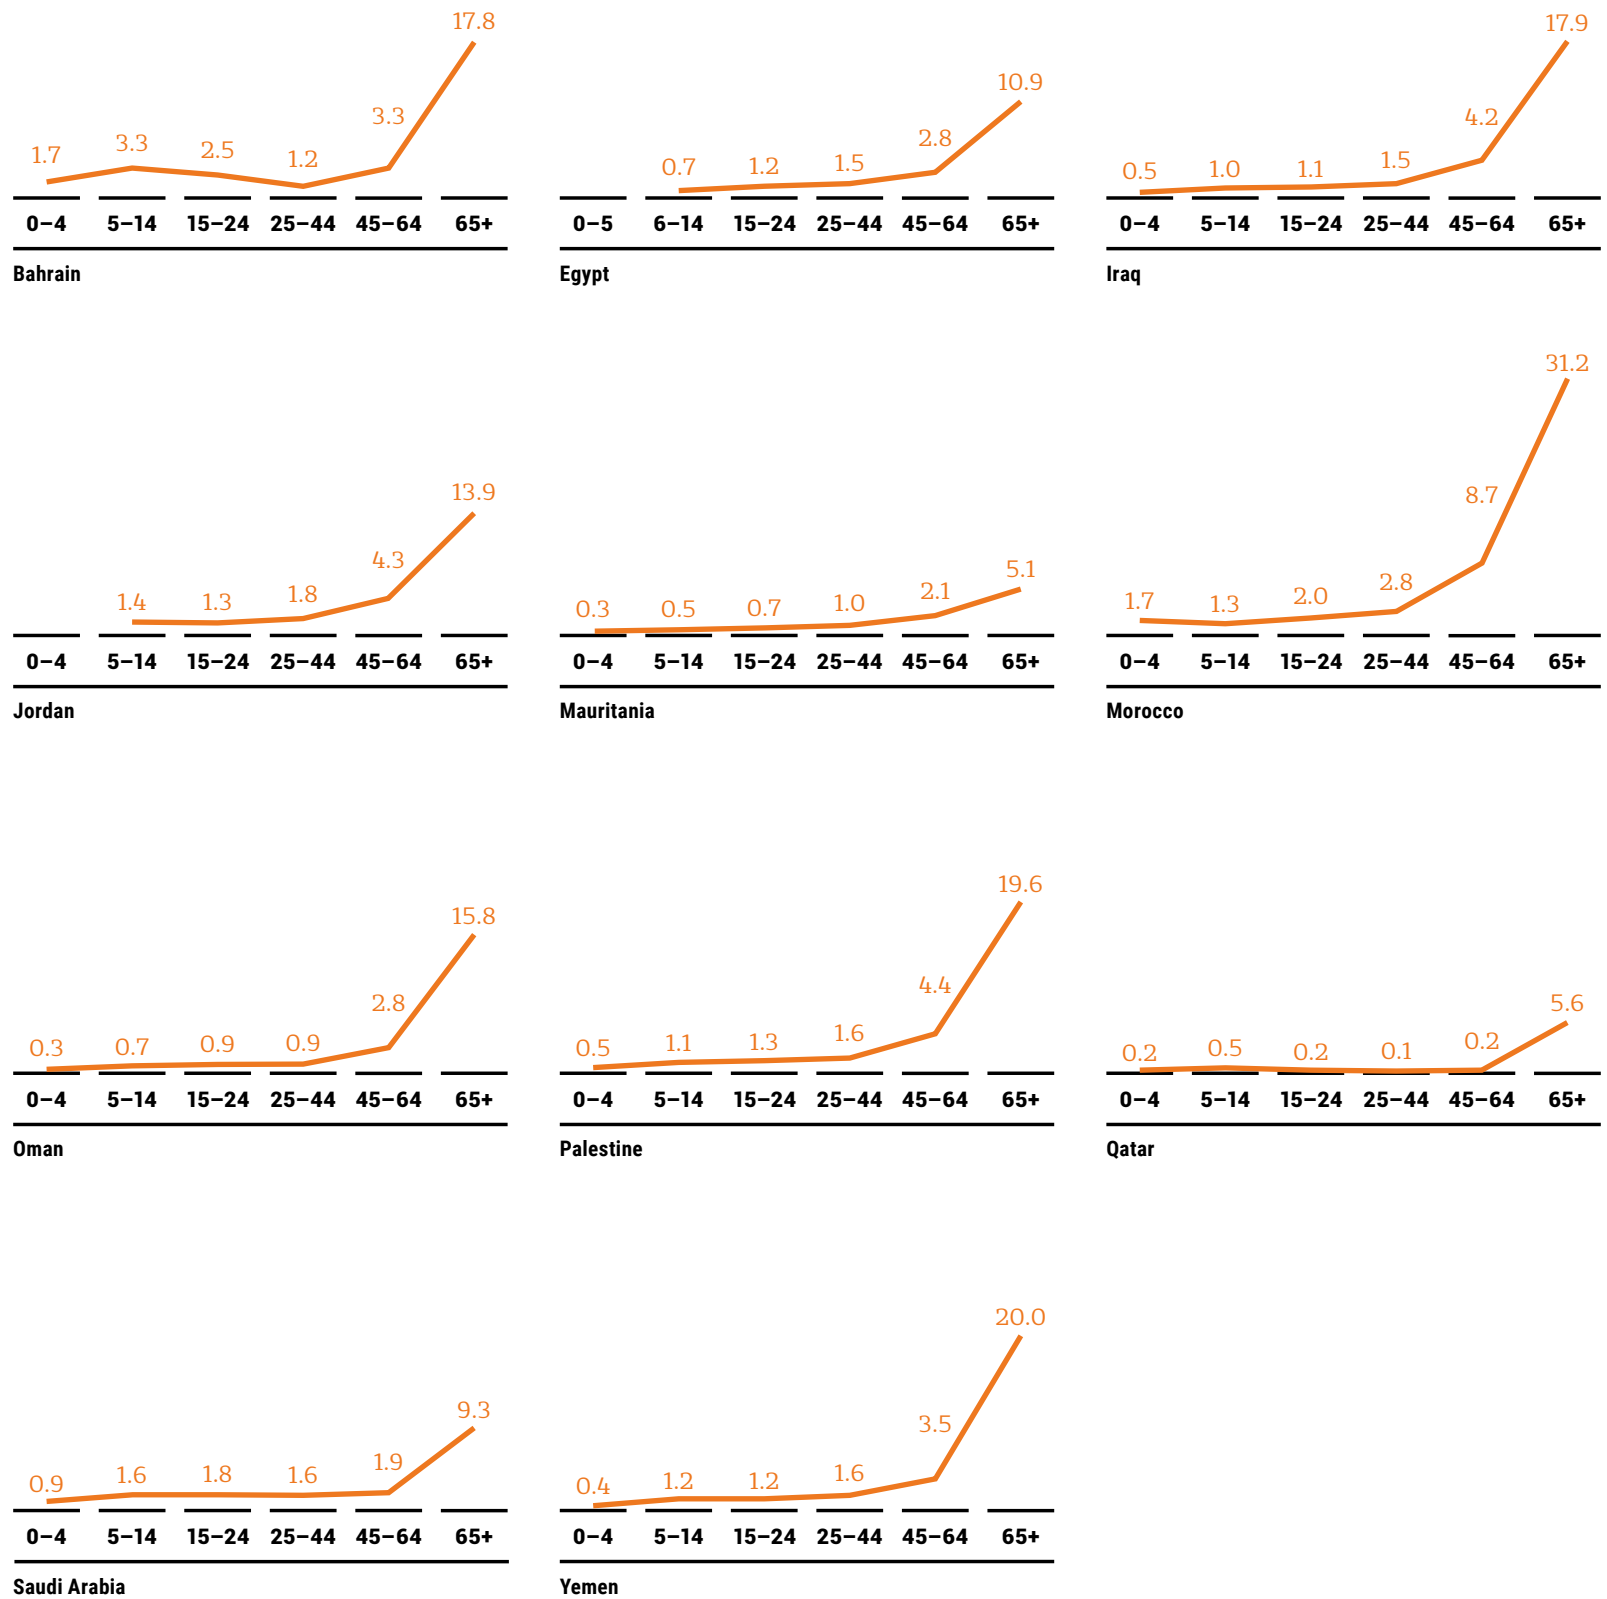 17.8
3.3
3.3
2.5
1.7
1.2
0–4 5–14 15–24 25–44 45–64 65+
Bahrain
10.9
2.8
0.7 1.2 1.5
0–5 6–14 15–24 25–44 45–64 65+
Egypt
17.9
4.2
0.5 1.0 1.1 1.5
0–4 5–14 15–24 25–44 45–64 65+
Iraq
13.9
4.3
1.4 1.3 1.8
0–4 5–14 15–24 25–44 45–64 65+
Jordan
5.1
2.1
0.3 0.5 0.7 1.0
0–4 5–14 15–24 25–44 45–64 65+
Mauritania
31.2
8.7
1.7 1.3 2.0 2.8
0–4 5–14 15–24 25–44 45–64 65+
Morocco
15.8
2.8
0.3 0.7 0.9 0.9
0–4 5–14 15–24 25–44 45–64 65+
Oman
19.6
4.4
0.5 1.1 1.3 1.6
0–4 5–14 15–24 25–44 45–64 65+
Palestine
5.6
0.2 0.5 0.2 0.1 0.2
0–4 5–14 15–24 25–44 45–64 65+
Qatar
9.3
0.9 1.6 1.8 1.6 1.9
0–4 5–14 15–24 25–44 45–64 65+
Saudi Arabia
20.0
3.5
0.4 1.2 1.2 1.6
0–4 5–14 15–24 25–44 45–64 65+
Yemen